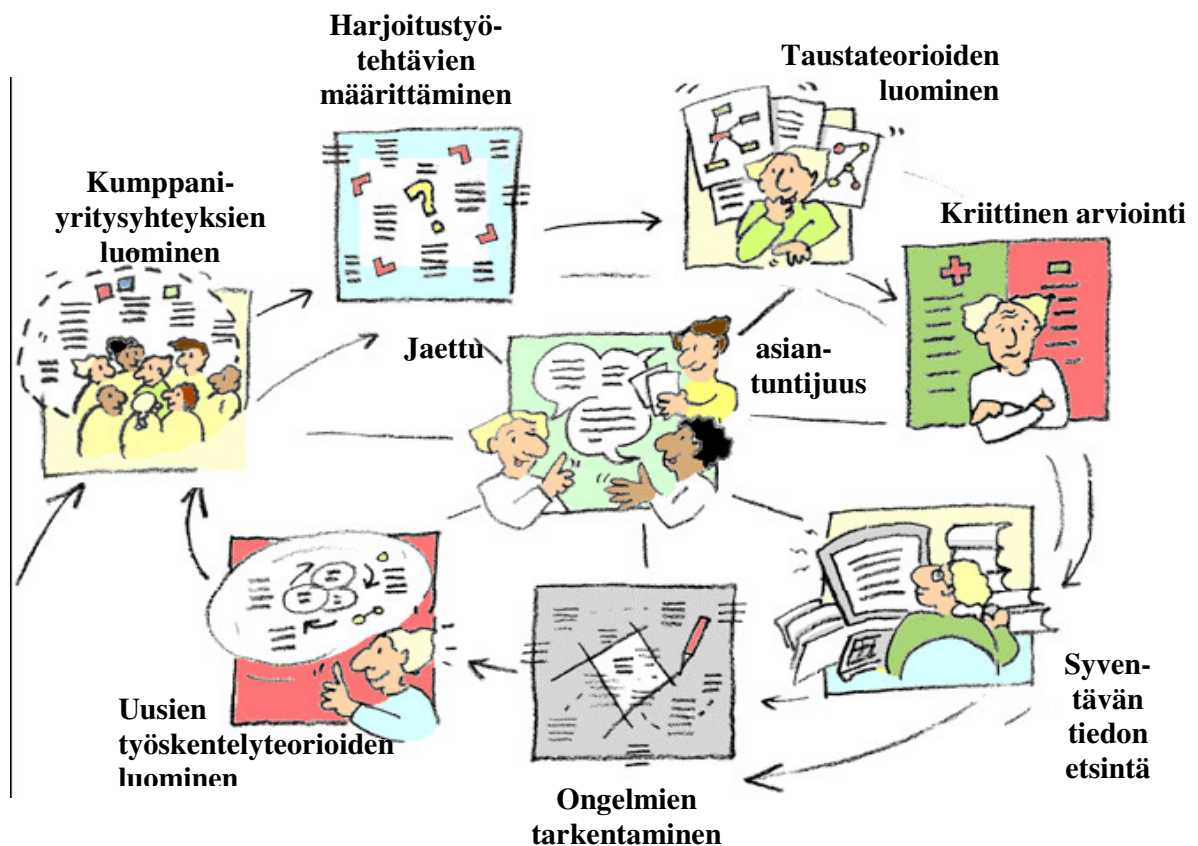 Harjoitustyö-
tehtävien
määrittäminen
Taustateorioiden
luominen
Kumppani-
yritysyhteyksien
luominen
Kriittinen arviointi
Jaettu
asian-
tuntijuus
Syven-
tävän
tiedon
etsintä
Uusien
työskentelyteorioiden
luominen
Ongelmien
tarkentaminen